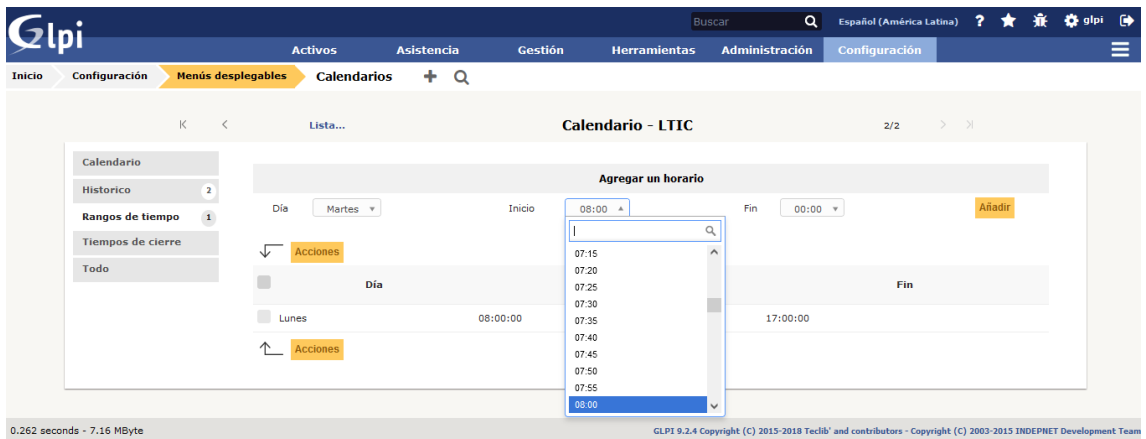 Glpi
Buscar Español (América Latina) ? glpi
Activos Asistencia Gestión Herramientas Administración Configuración
Inicio Configuración Menús desplegables Calendarios
Lista... Calendario - LTIC 2/2
Calendario
Historico 2
Rangos de tiempo 1
Tiempos de cierre
Todo
Agregar un horario
Día Martes Inicio 08:00 Fin 00:00 Añadir
Acciones
Día Fin
Lunes 08:00:00 17:00:00
Acciones
07:15
07:20
07:25
07:30
07:35
07:40
07:45
07:50
07:55
08:00
0.262 seconds - 7.16 MByte
GLPI 9.2.4 Copyright (C) 2015-2018 Teclib' and contributors - Copyright (C) 2003-2015 INDEPNET Development Team